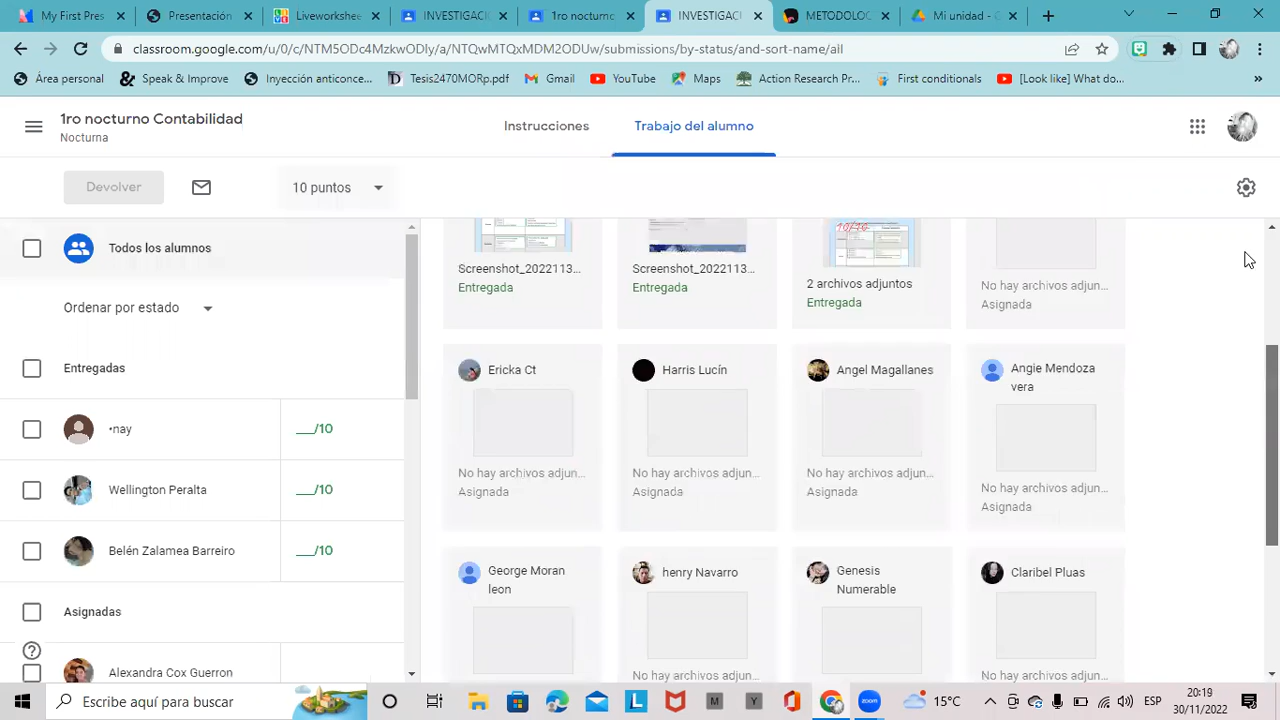 My first
Presentación
Liveworkshee
INVESTIGACI
1ro nocturno
INVESTIGACI
METODOLOG
Mi unidad - G
classroom.google.com/u/0/c/NTM5ODc4MzkwODIy/a/NTQwMTQxMDM2ODUw/submissions/by-status/and-sort-name/all
Área personal
Speak & Improve
Inyección anticonce...
Tesis2470MORp.pdf
Gmail
YouTube
Maps
Action Research Pr...
First conditionals
[Look like] What do...
»
1ro nocturno Contabilidad
Nocturna
Instrucciones
Trabajo del alumno
Devolver
10 puntos
Todos los alumnos
Ordenar por estado
Entregadas
•nay
__/10
Wellington Peralta
__/10
Belén Zalamea Barreiro
__/10
Asignadas
Alexandra Cox Guerron
Screenshot_2022113...
Entregada
Screenshot_2022113...
Entregada
10/10
2 archivos adjuntos
Entregada
No hay archivos adjun...
Asignada
Ericka Ct
No hay archivos adjun...
Asignada
Harris Lucín
No hay archivos adjun...
Asignada
Angel Magallanes
No hay archivos adjun...
Asignada
Angie Mendoza
vera
No hay archivos adjun...
Asignada
George Moran
leon
henry Navarro
No hay archivos adjun...
Genesis
Numerable
Claribel Pluas
No hay archivos adjun...
Escribe aquí para buscar
L
M
Y
zoom
15°C
ESP
20:19
30/11/2022